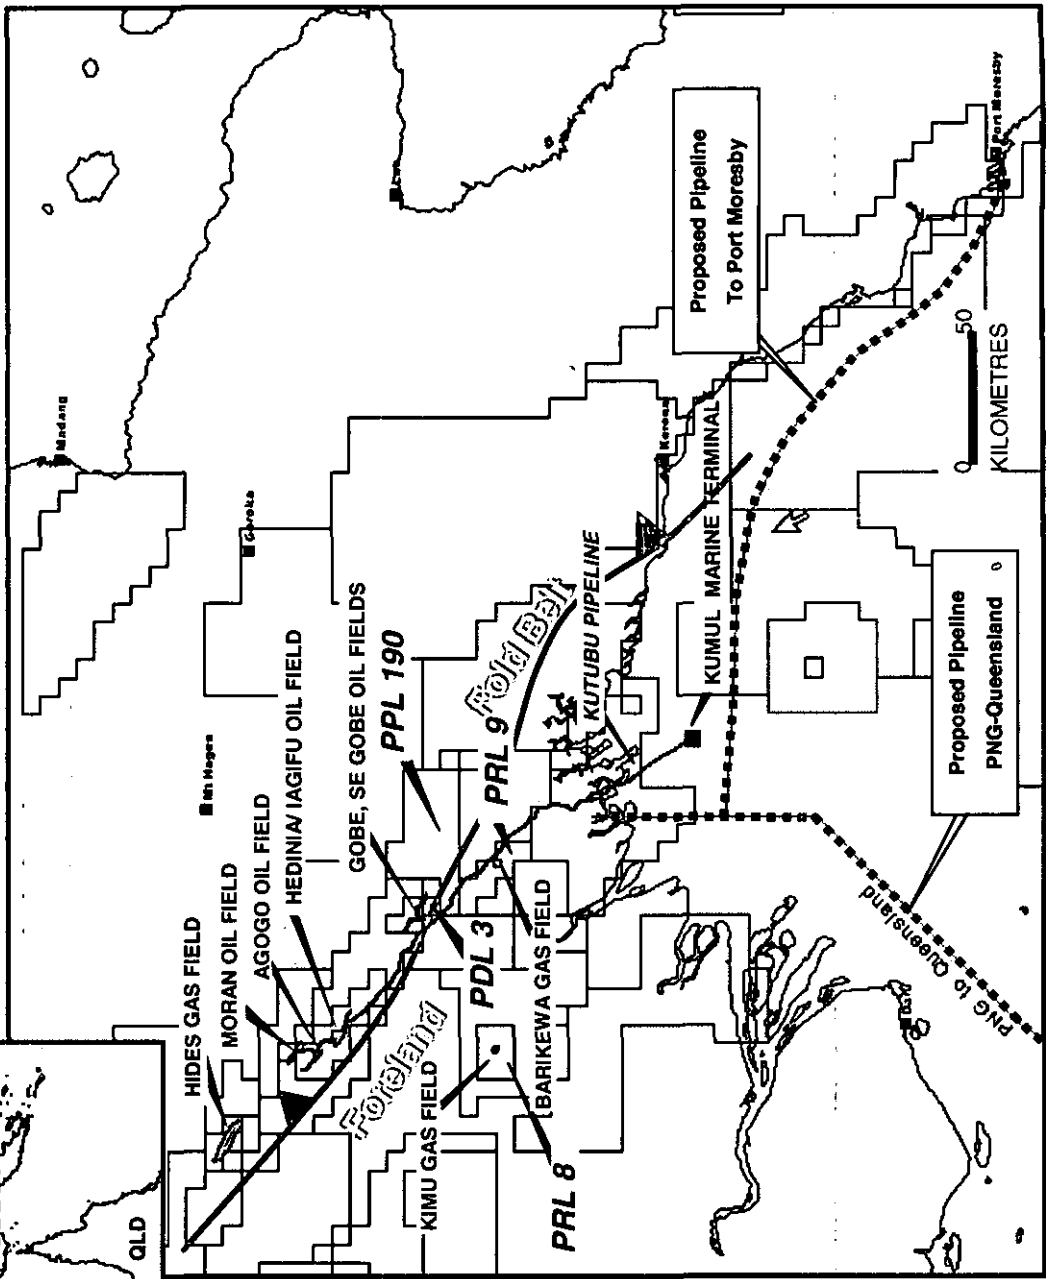 QLD
HIDES GAS FIELD
MORAN OIL FIELD
AGOGO OIL FIELD
HEDINIA/IAGIFU OIL FIELD
GOBE, SE GOBE OIL FIELDS
PPL 190
Mt Hagen
Goroka
Madang
Lae
Foreland
Fold Belt
KIMU GAS FIELD
PRL 8
PDL 3
BARIKEWA GAS FIELD
PRL 9
KUTUBU PIPELINE
KUMUL MARINE TERMINAL
Kerema
Proposed Pipeline
To Port Moresby
Port Moresby
Daru
PNG to Queensland
Proposed Pipeline
PNG-Queensland
0 50
KILOMETRES